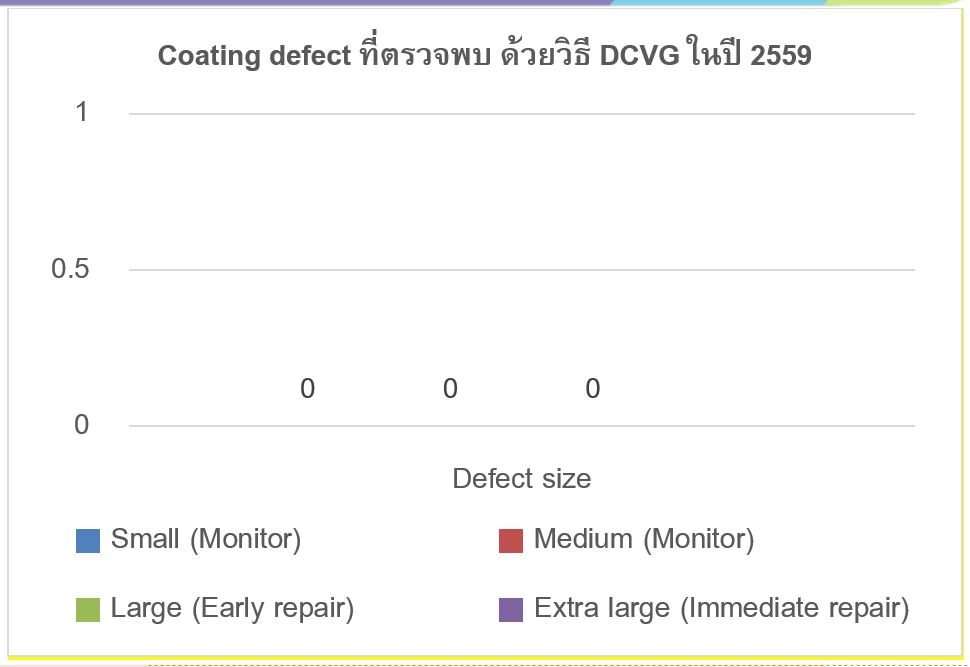 Coating defect ที่ตรวจพบ ด้วยวิธี DCVG ในปี 2559
1
0.5
0 0 0
0
Defect size
Small (Monitor) Medium (Monitor)
Large (Early repair) Extra large (Immediate repair)